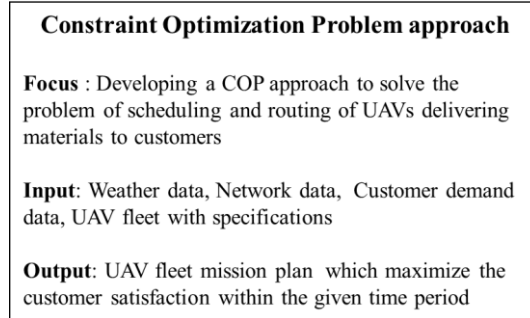 Constraint Optimization Problem approach
Focus : Developing a COP approach to solve the
problem of scheduling and routing of UAVs delivering
materials to customers
Input: Weather data, Network data, Customer demand
data, UAV fleet with specifications
Output: UAV fleet mission plan which maximize the
customer satisfaction within the given time period